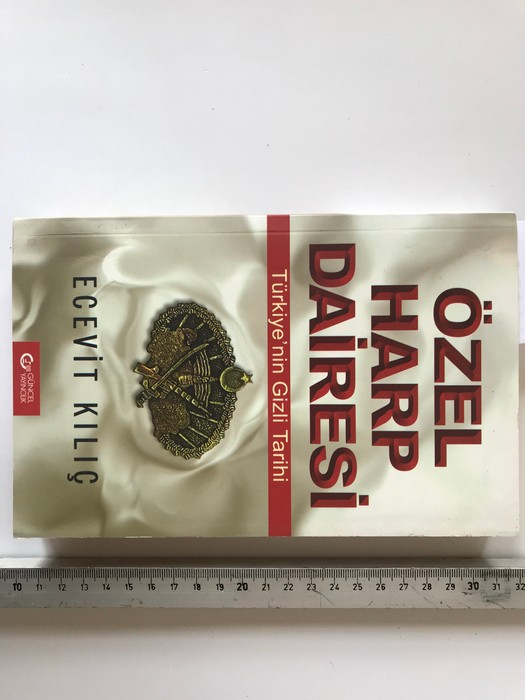 ÖZEL
HARP
DAİRESİ
Türkiye'nin Gizli Tarihi
ECEVİT KILIÇ
GÜNCEL
YAYINCILIK
10 11 12 13 14 15 16 17 18 19 20 21 22 23 24 25 26 27 28 29 30 31 32